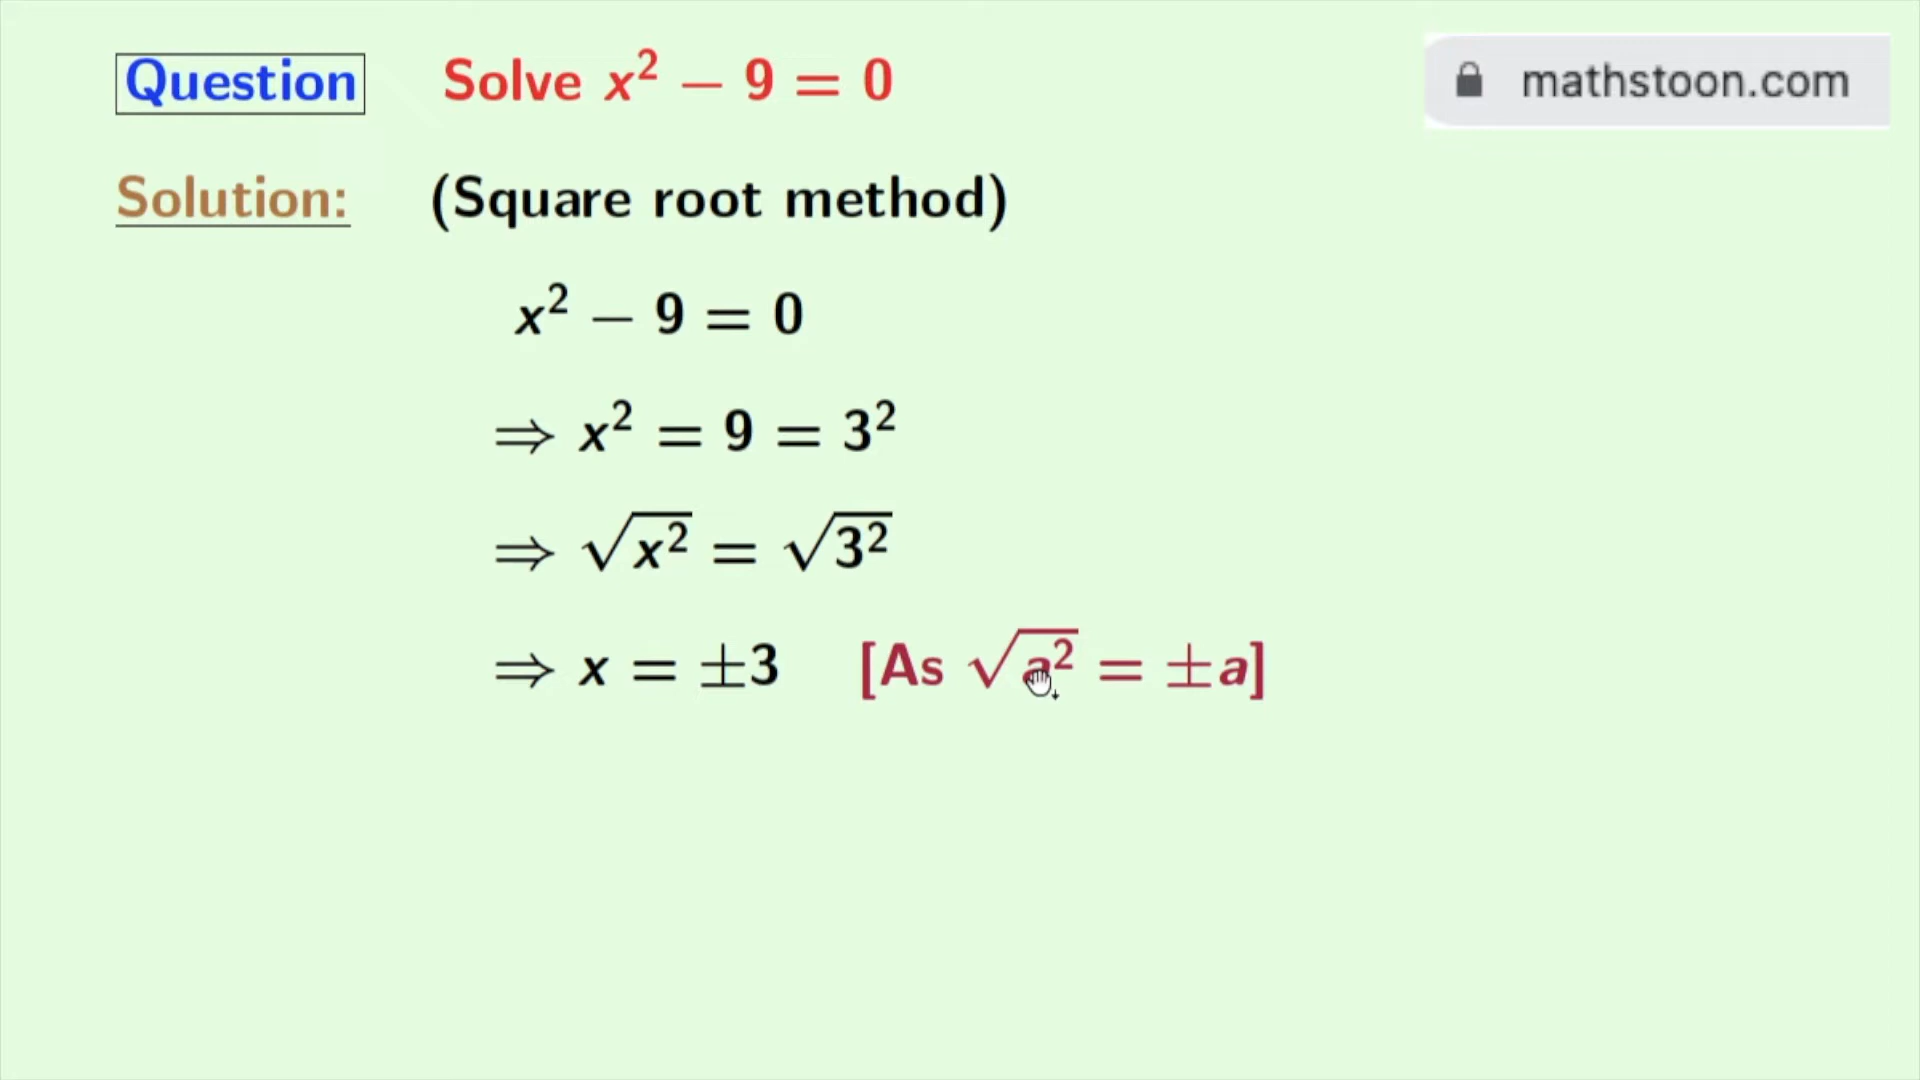 Question Solve x² − 9 = 0 mathstoon.com
Solution: (Square root method)
x² − 9 = 0
⇒ x² = 9 = 3²
⇒ √x² = √3²
⇒ x = ±3 [As √a² = ±a]